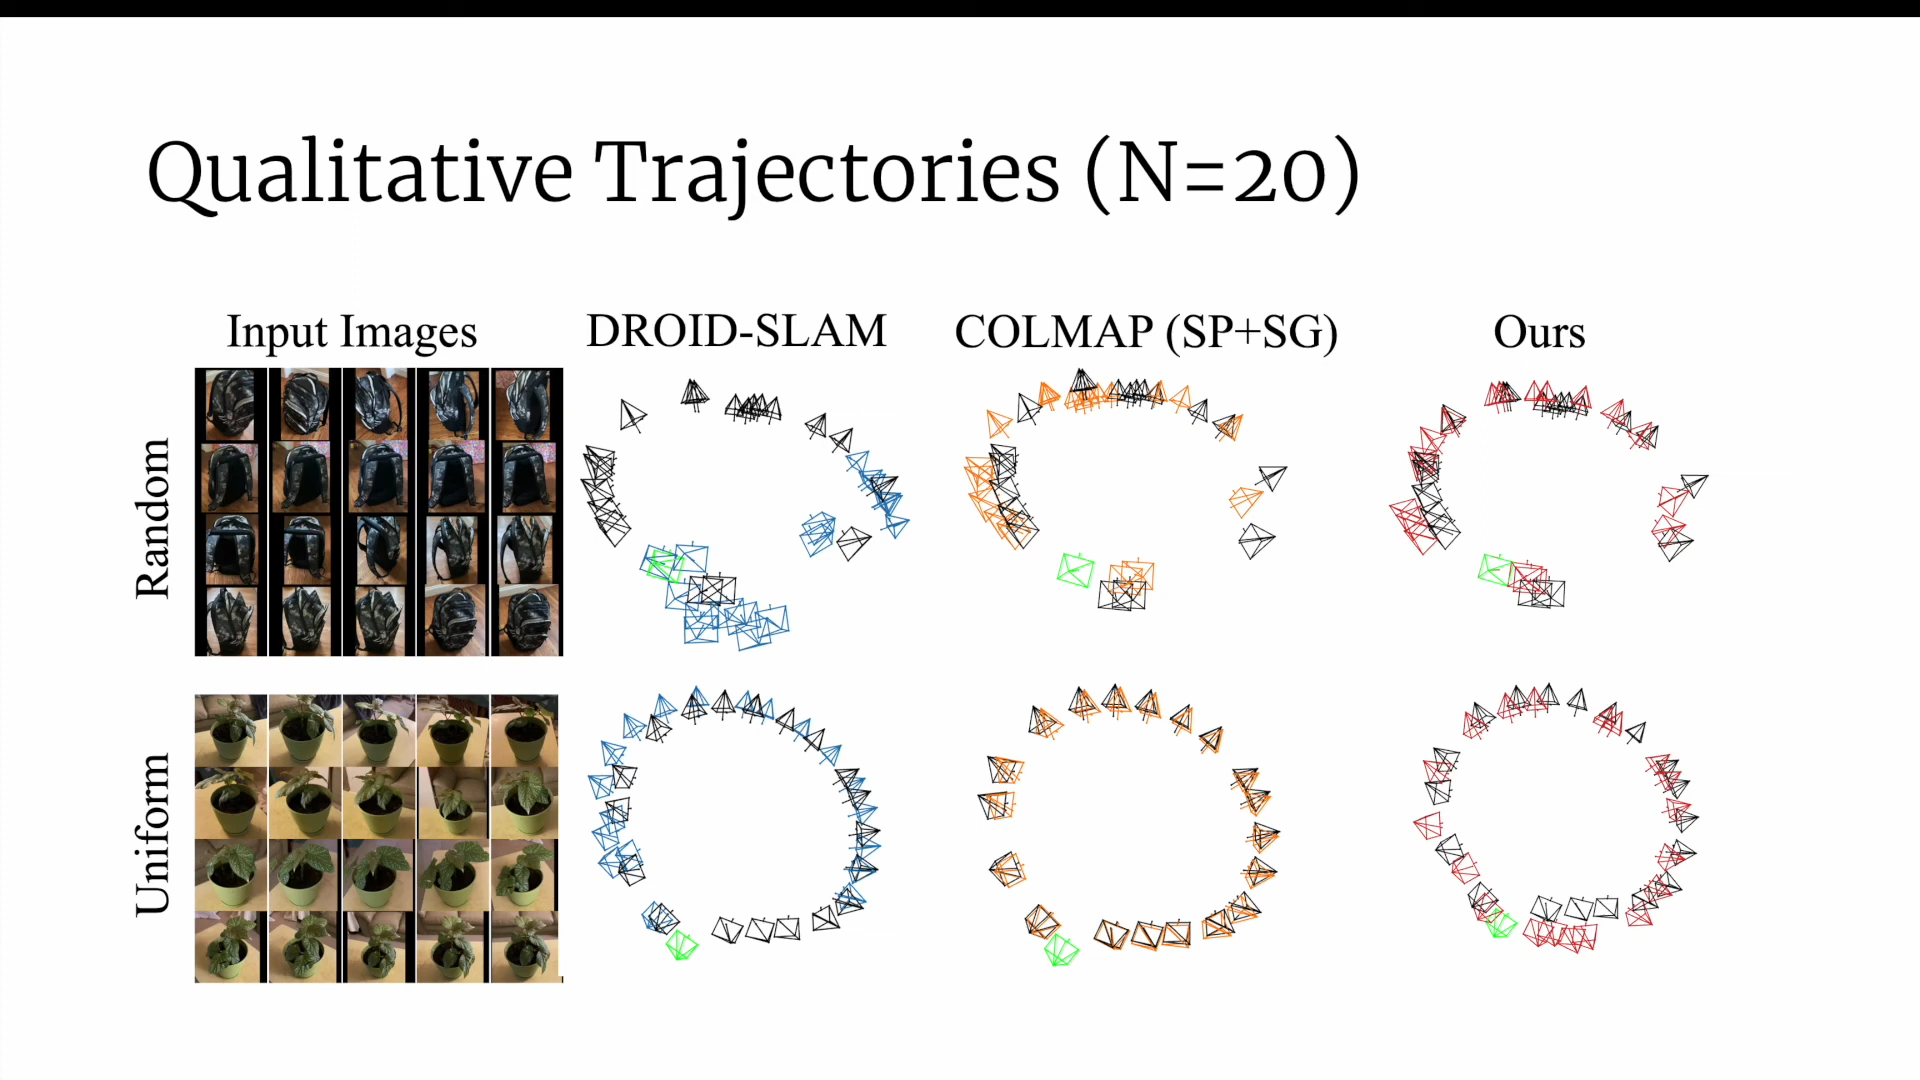 Qualitative Trajectories (N=20)
Input Images
DROID-SLAM
COLMAP (SP+SG)
Ours
Random
Uniform